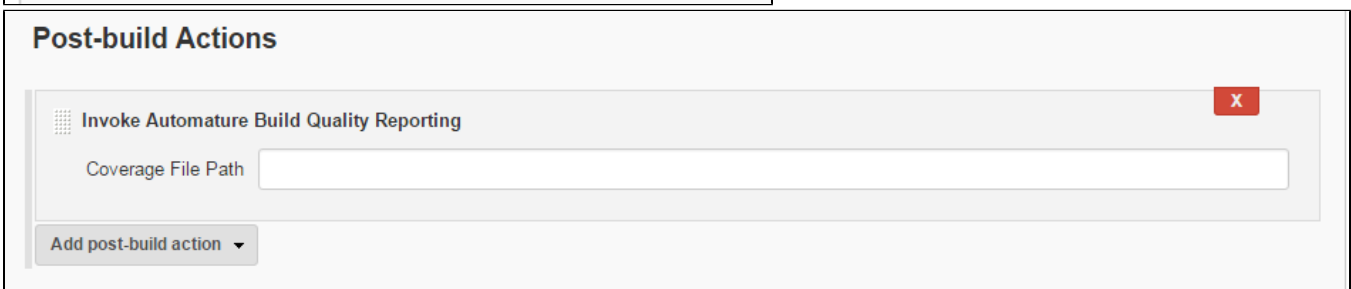 Post-build Actions
X
Invoke Automature Build Quality Reporting
Coverage File Path
Add post-build action